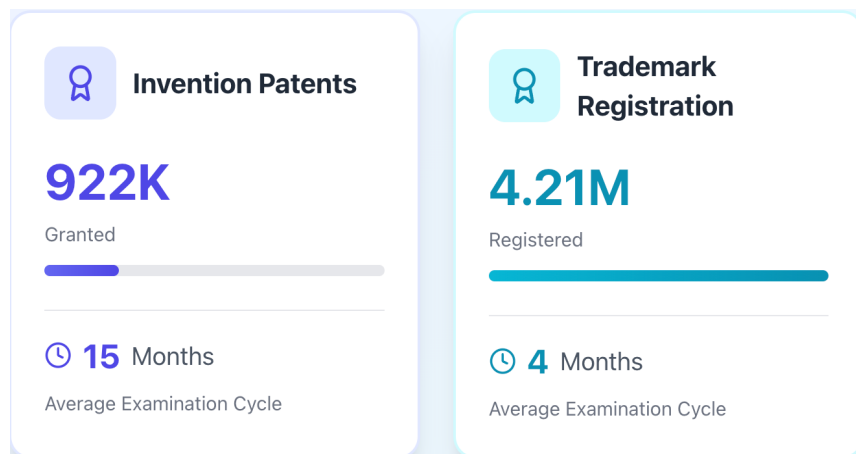 Invention Patents
922K
Granted
15 Months
Average Examination Cycle
Trademark
Registration
4.21M
Registered
4 Months
Average Examination Cycle